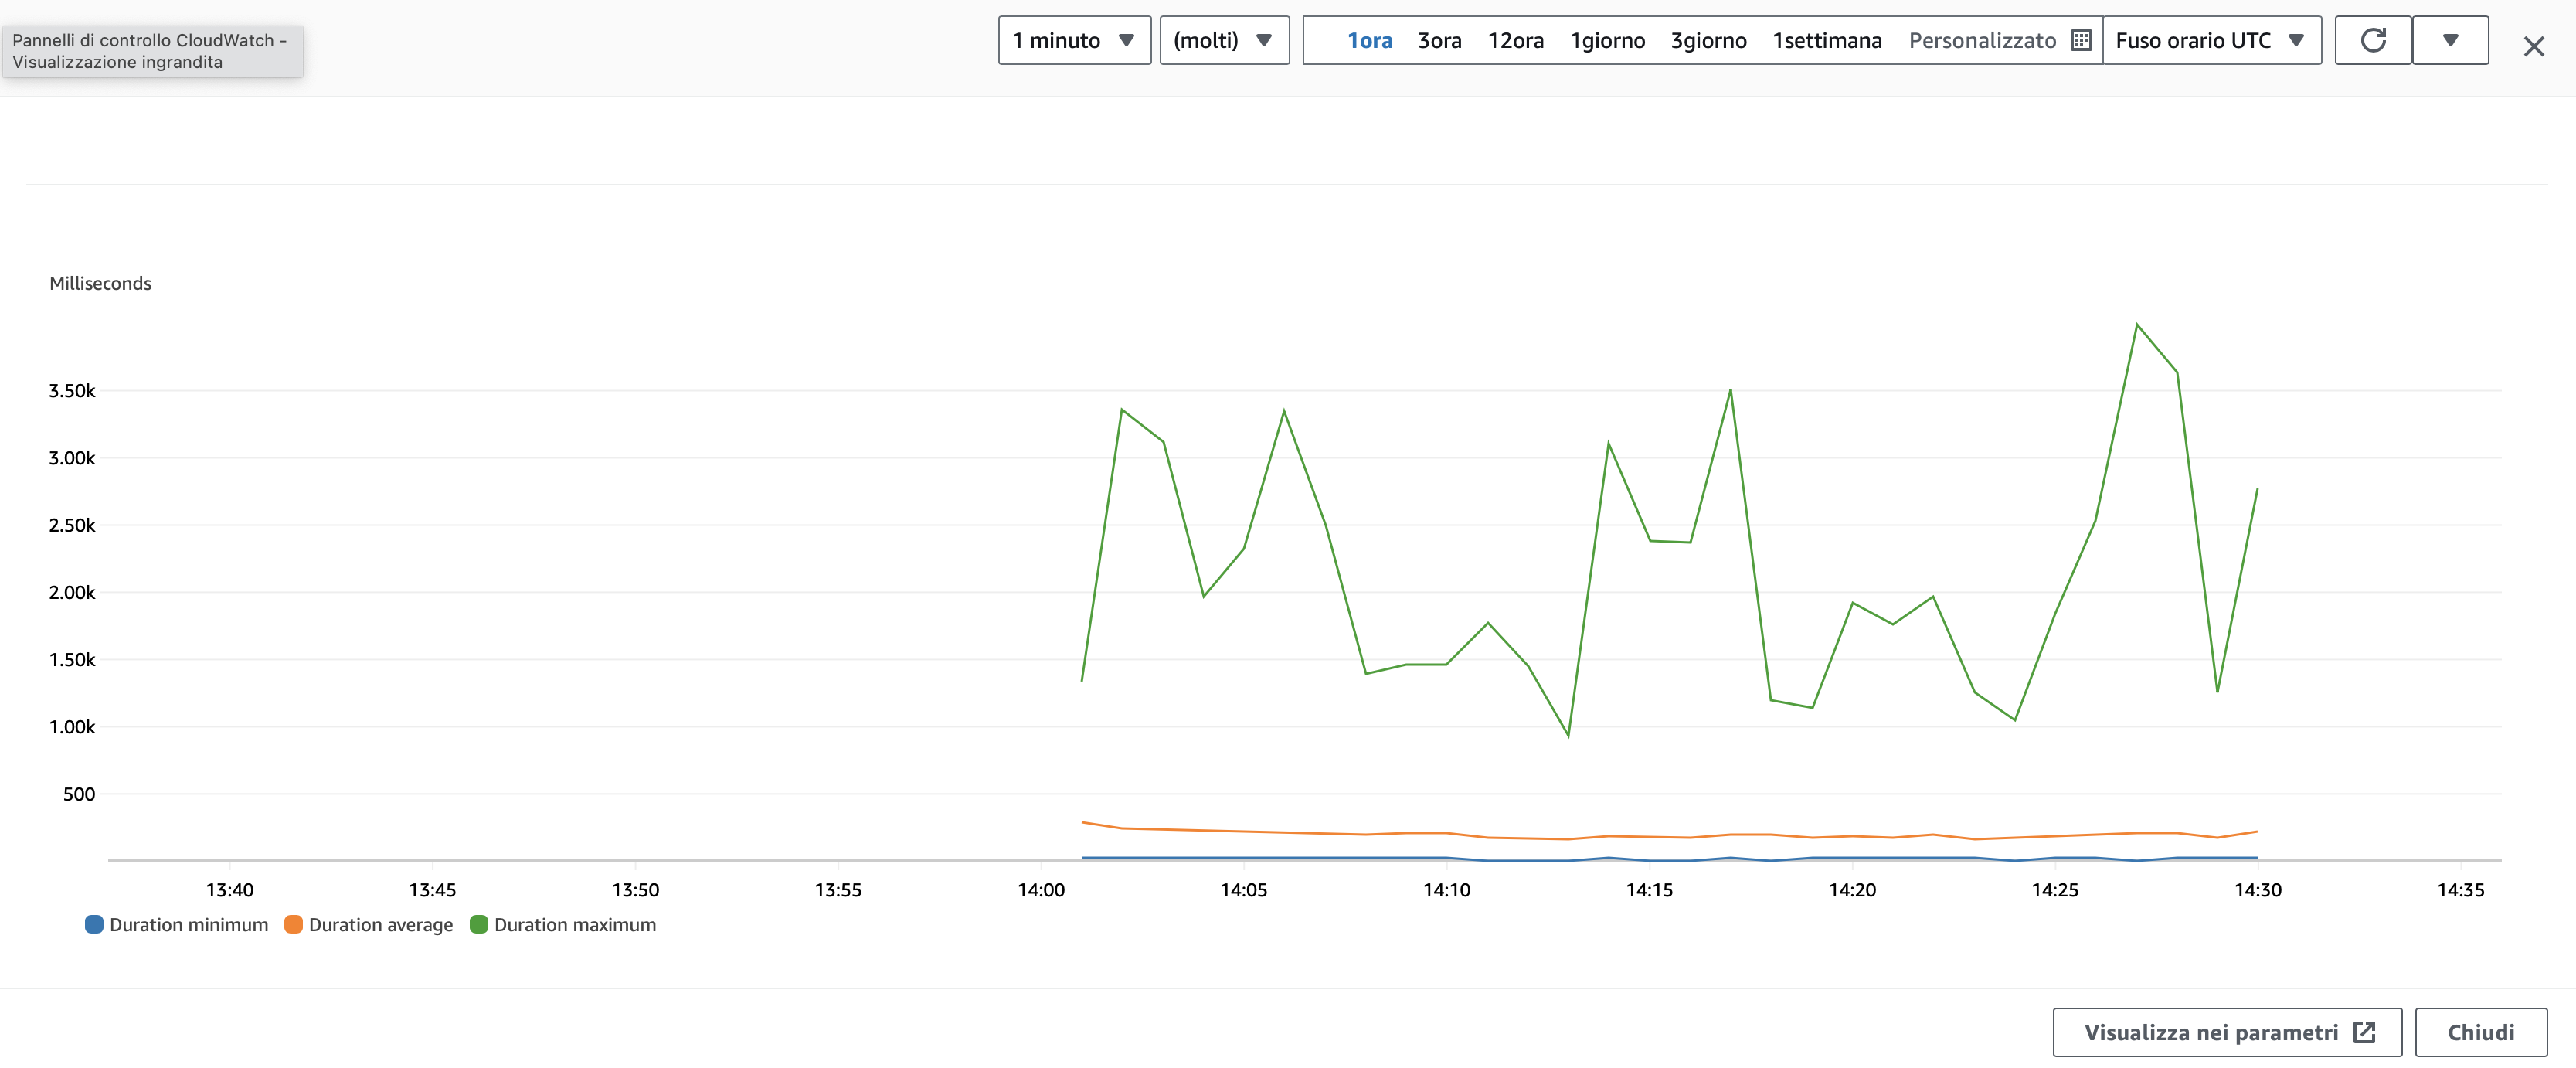 Pannelli di controllo CloudWatch -
Visualizzazione ingrandita
1 minuto
(molti)
1ora 3ora 12ora 1giorno 3giorno 1settimana Personalizzato
Fuso orario UTC
Milliseconds
3.50k
3.00k
2.50k
2.00k
1.50k
1.00k
500
13:40 13:45 13:50 13:55 14:00 14:05 14:10 14:15 14:20 14:25 14:30 14:35
Duration minimum Duration average Duration maximum
Visualizza nei parametri
Chiudi